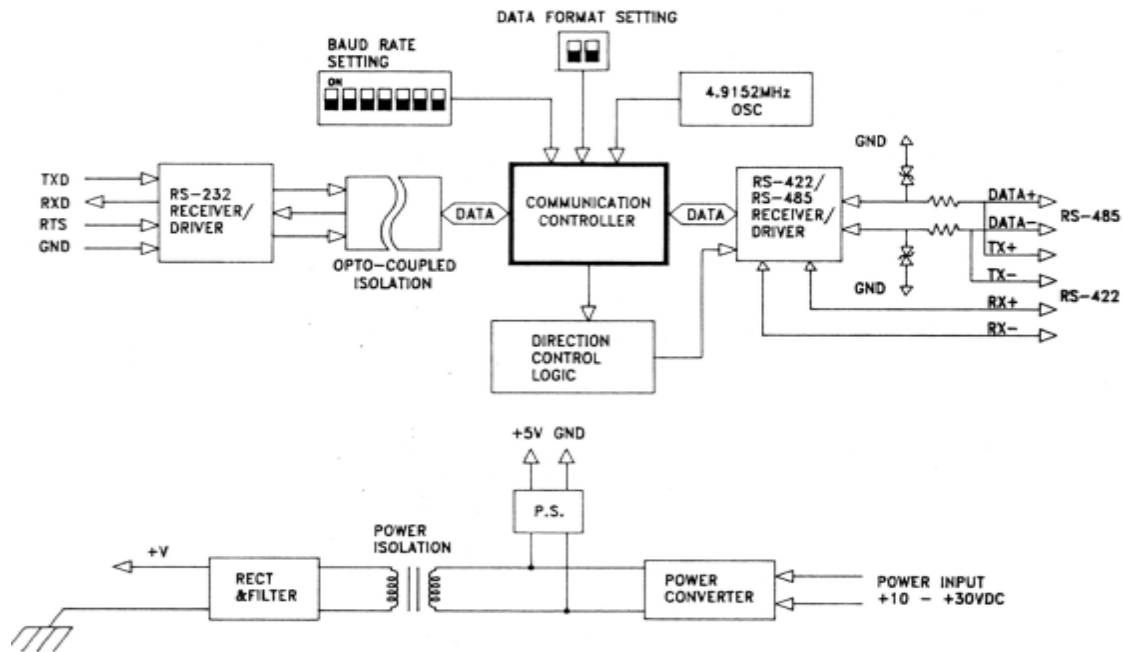 DATA FORMAT SETTING
BAUD RATE
SETTING
ON
4.9152MHz
OSC
GND
TXD
RXD
RTS
GND
RS-232
RECEIVER/
DRIVER
OPTO-COUPLED
ISOLATION
DATA
COMMUNICATION
CONTROLLER
DATA
RS-422/
RS-485
RECEIVER/
DRIVER
DATA+
DATA-
RS-485
TX+
TX-
GND
RX+
RS-422
RX-
DIRECTION
CONTROL
LOGIC
+5V GND
P.S.
POWER
ISOLATION
+V
RECT
&FILTER
POWER
CONVERTER
POWER INPUT
+10 - +30VDC